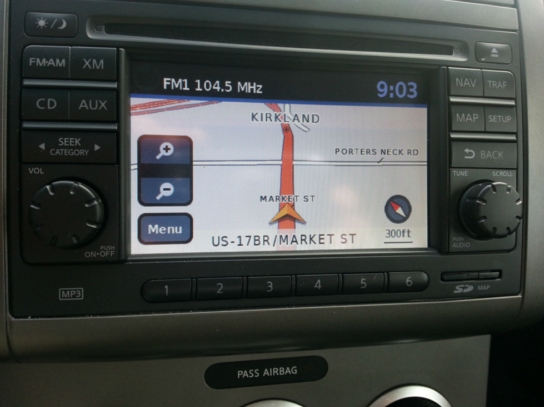 FM1 104.5 MHz 9:03
FM•AM XM
CD AUX
SEEK
CATEGORY
VOL
PUSH
ON•OFF
MP3
KIRKLAND
PORTERS NECK RD
MARKET ST
Menu
US-17BR/MARKET ST
300ft
NAV TRAF
MAP SETUP
BACK
TUNE SCROLL
PUSH
AUDIO
1 2 3 4 5 6
SD MAP
PASS AIRBAG